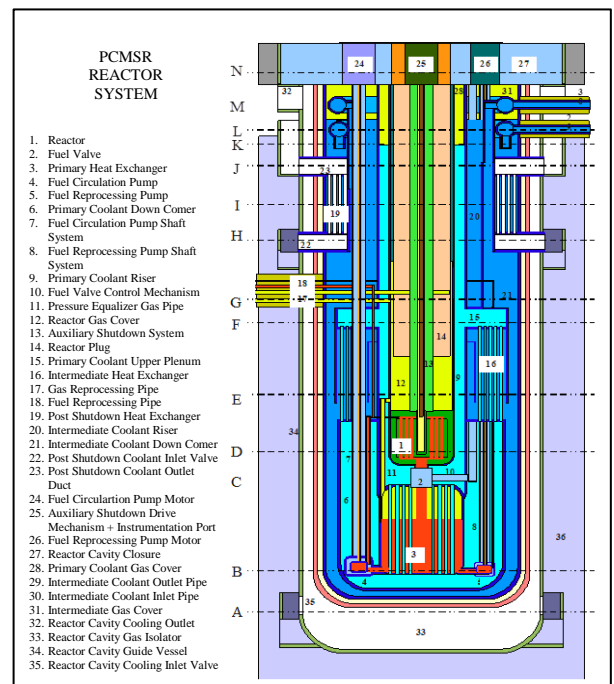 PCMSR
REACTOR
SYSTEM
1. Reactor
2. Fuel Valve
3. Primary Heat Exchanger
4. Fuel Circulation Pump
5. Fuel Reprocessing Pump
6. Primary Coolant Down Comer
7. Fuel Circulation Pump Shaft
System
8. Fuel Reprocessing Pump Shaft
System
9. Primary Coolant Riser
10. Fuel Valve Control Mechanism
11. Pressure Equalizer Gas Pipe
12. Reactor Gas Cover
13. Auxiliary Shutdown System
14. Reactor Plug
15. Primary Coolant Upper Plenum
16. Intermediate Heat Exchanger
17. Gas Reprocessing Pipe
18. Fuel Reprocessing Pipe
19. Post Shutdown Heat Exchanger
20. Intermediate Coolant Riser
21. Intermediate Coolant Down Comer
22. Post Shutdown Coolant Inlet Valve
23. Post Shutdown Coolant Outlet
Duct
24. Fuel Circulartion Pump Motor
25. Auxiliary Shutdown Drive
Mechanism + Instrumentation Port
26. Fuel Reprocessing Pump Motor
27. Reactor Cavity Closure
28. Primary Coolant Gas Cover
29. Intermediate Coolant Outlet Pipe
30. Intermediate Coolant Inlet Pipe
31. Intermediate Gas Cover
32. Reactor Cavity Cooling Outlet
33. Reactor Cavity Gas Isolator
34. Reactor Cavity Guide Vessel
35. Reactor Cavity Cooling Inlet Valve
N
24 25 26 27
32 28 31 3
M
L
K
J
23
I
19 20
H
22
18
G 17 21
F 15
14 16
13 9
12
E
34 1
D
7 11 10
C 2
6 8 36
3
B
4
35
A
33